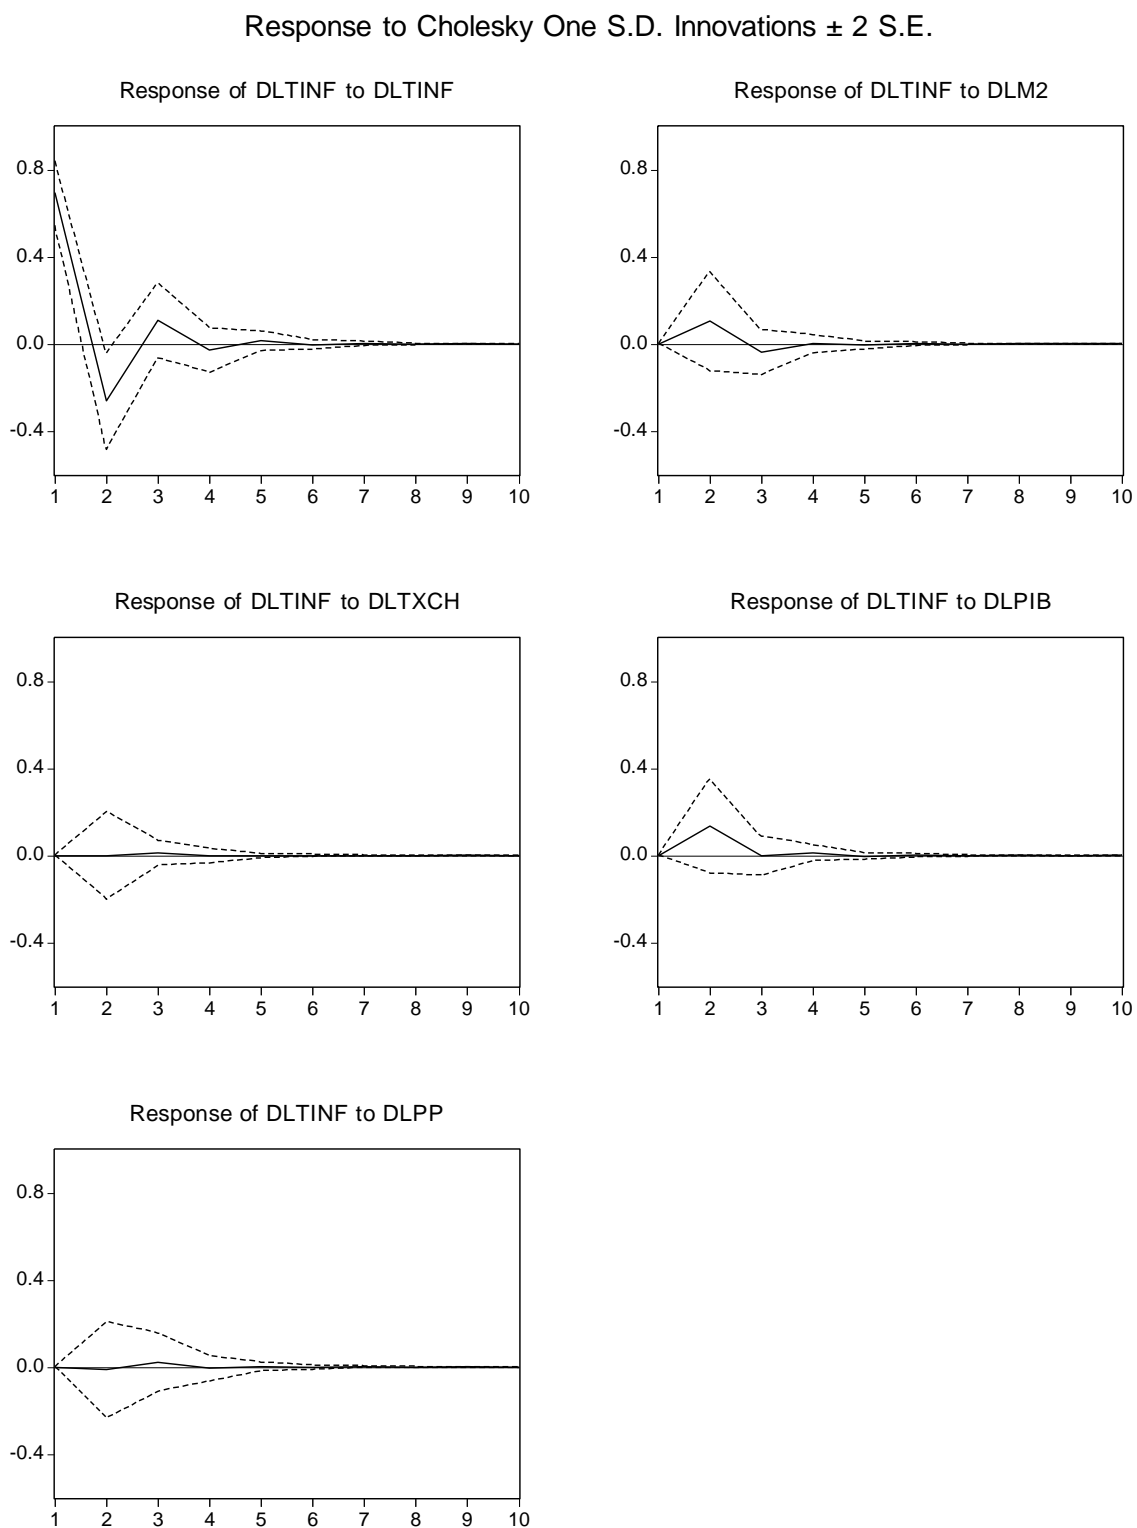 Response to Cholesky One S.D. Innovations ± 2 S.E.
Response of DLTINF to DLTINF
0.8
0.4
0.0
-0.4
1 2 3 4 5 6 7 8 9 10
Response of DLTINF to DLM2
0.8
0.4
0.0
-0.4
1 2 3 4 5 6 7 8 9 10
Response of DLTINF to DLTXCH
0.8
0.4
0.0
-0.4
1 2 3 4 5 6 7 8 9 10
Response of DLTINF to DLPIB
0.8
0.4
0.0
-0.4
1 2 3 4 5 6 7 8 9 10
Response of DLTINF to DLPP
0.8
0.4
0.0
-0.4
1 2 3 4 5 6 7 8 9 10